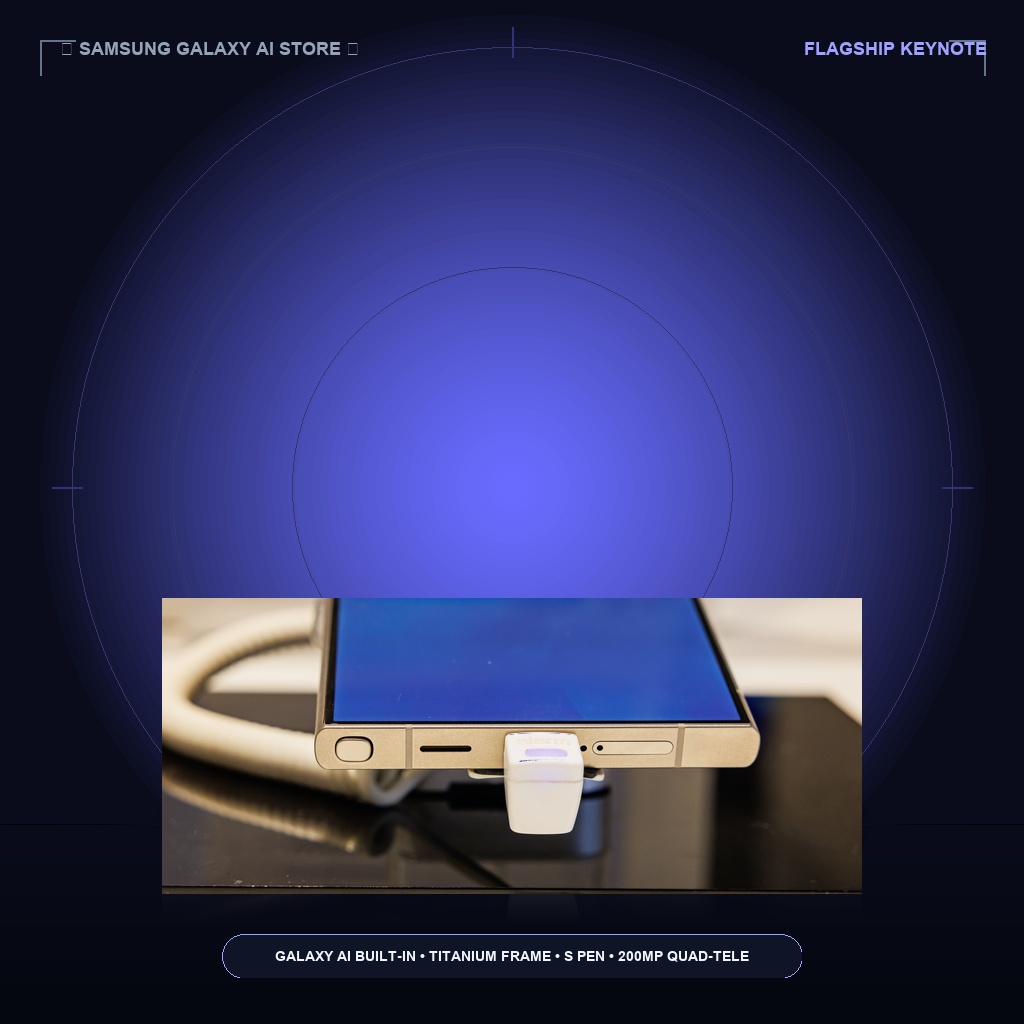 SAMSUNG GALAXY AI STORE
FLAGSHIP KEYNOTE
GALAXY AI BUILT-IN • TITANIUM FRAME • S PEN • 200MP QUAD-TELE